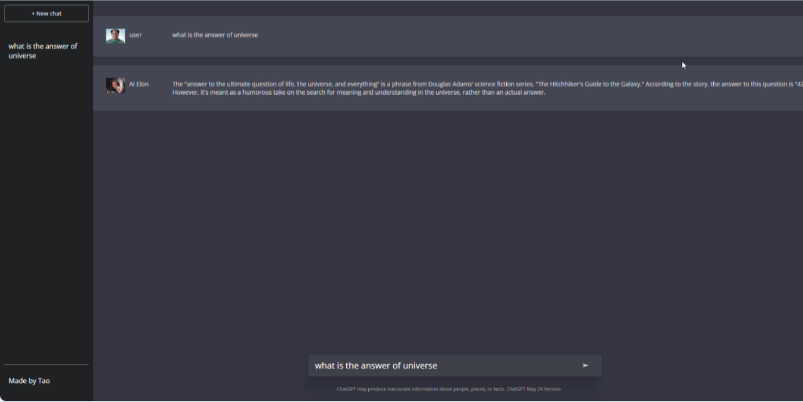 + New chat
what is the answer of
universe
Made by Tao
user
what is the answer of universe
AI Elon
The "answer to the ultimate question of life, the universe, and everything" is a phrase from Douglas Adams' science fiction series, "The Hitchhiker's Guide to the Galaxy." According to the story, the answer to this question is "42
However, it's meant as a humorous take on the search for meaning and understanding in the universe, rather than an actual answer.
what is the answer of universe
ChatGPT may produce inaccurate information about people, places, or facts. ChatGPT May 24 Version